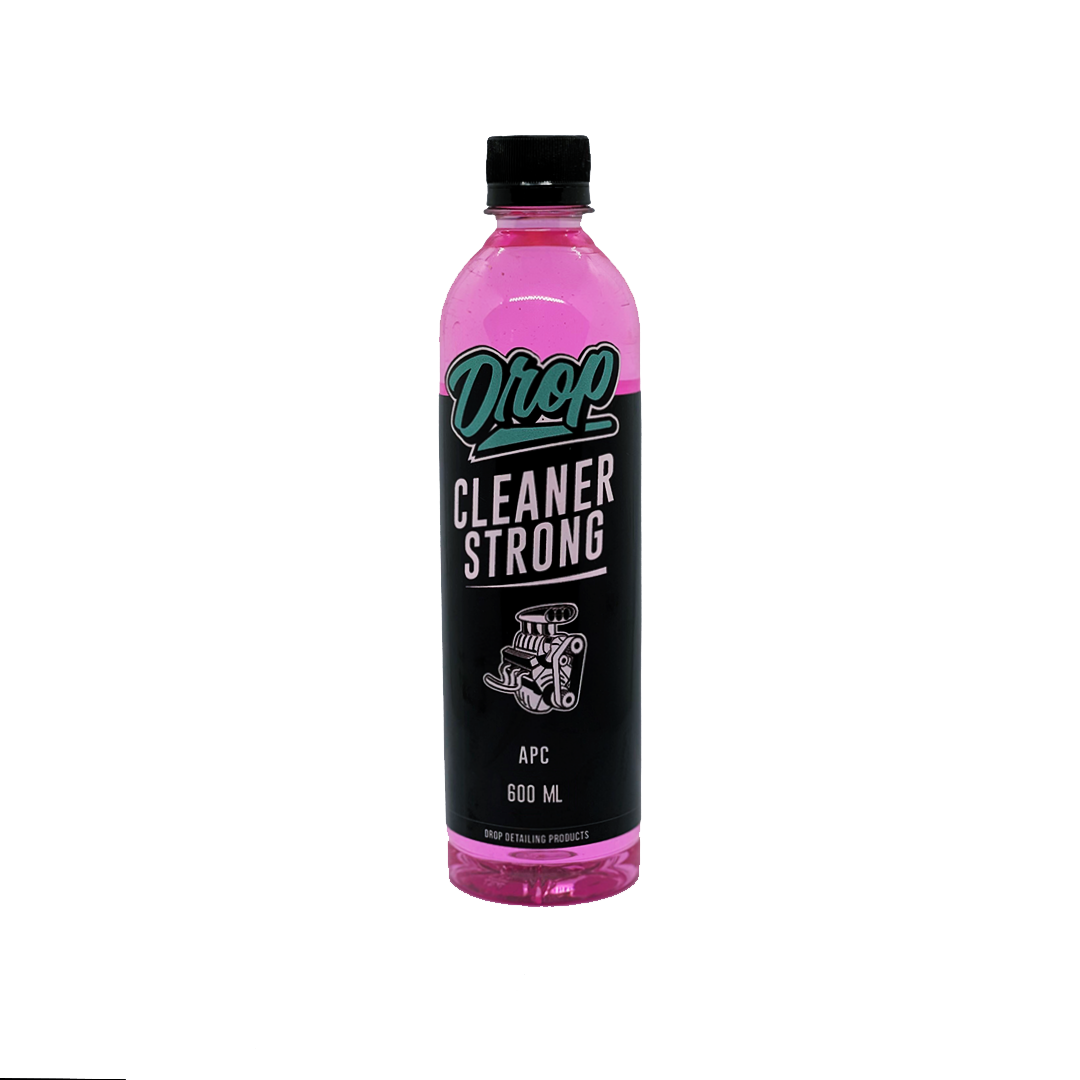 Drop
CLEANER
STRONG
APC
600 ML
DROP DETAILING PRODUCTS